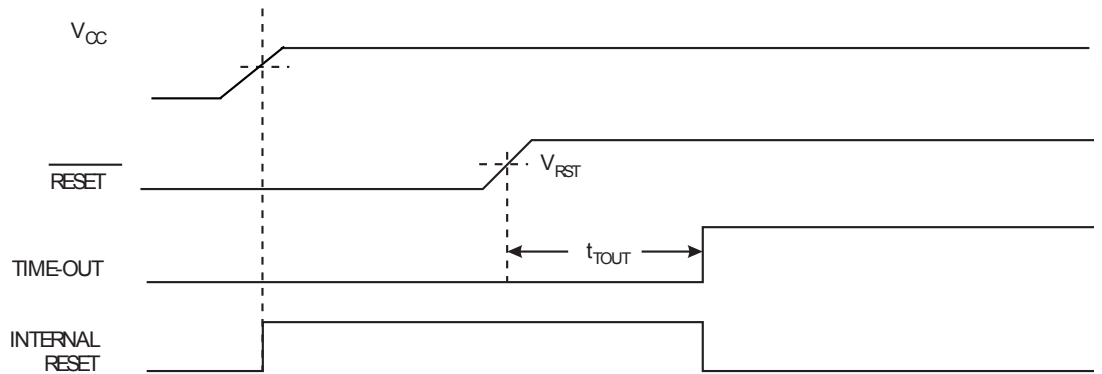 VCC
RESET
VRST
tTOUT
TIME-OUT
INTERNAL
RESET